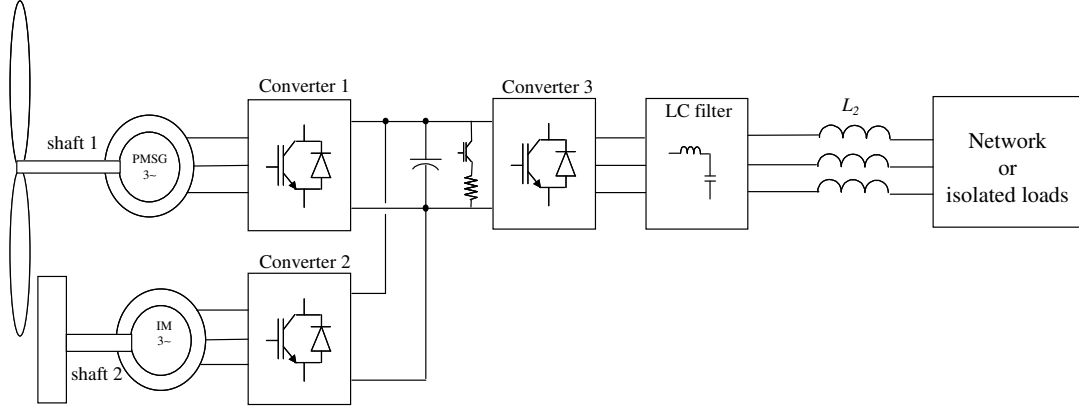 Converter 1
Converter 3
LC filter
L2
shaft 1
PMSG
3~
Network
or
isolated loads
Converter 2
IM
3~
shaft 2